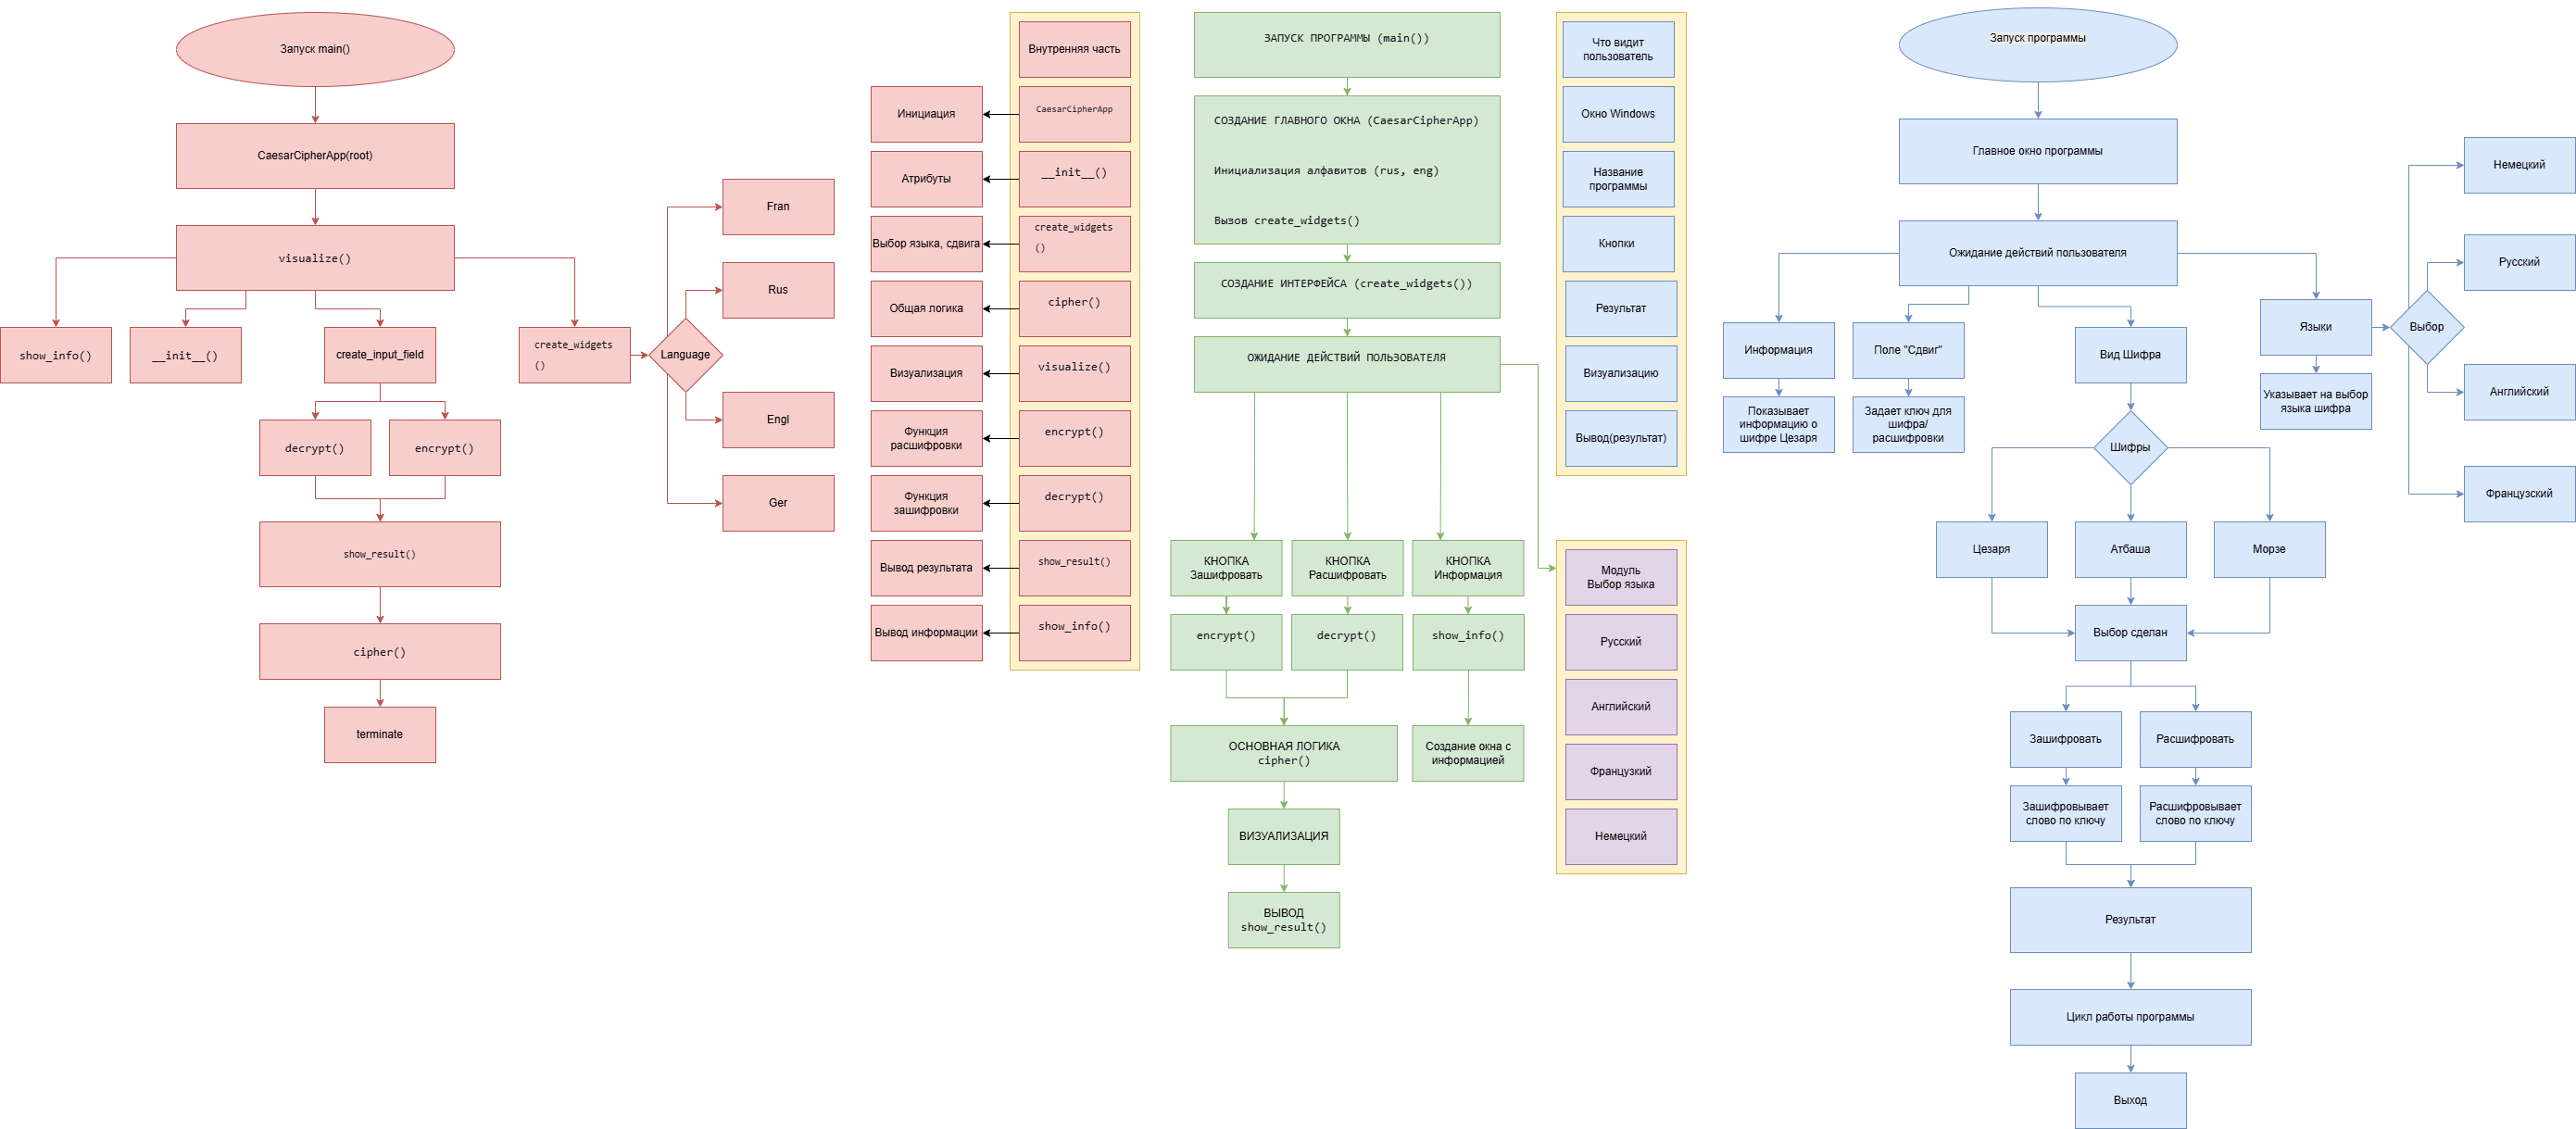 Запуск main()
CaesarCipherApp(root)
visualize()
show_info()
__init__()
create_input_field
create_widgets
()
decrypt()
encrypt()
show_result()
cipher()
terminate
Language
Fran
Rus
Engl
Ger
Внутренняя часть
Инициация
CaesarCipherApp
Атрибуты
__init__()
Выбор языка, сдвига
create_widgets
()
Общая логика
cipher()
Визуализация
visualize()
Функция
расшифровки
encrypt()
Функция
зашифровки
decrypt()
Вывод результата
show_result()
Вывод информации
show_info()
ЗАПУСК ПРОГРАММЫ (main())
СОЗДАНИЕ ГЛАВНОГО ОКНА (CaesarCipherApp)
Инициализация алфавитов (rus, eng)
Вызов create_widgets()
СОЗДАНИЕ ИНТЕРФЕЙСА (create_widgets())
ОЖИДАНИЕ ДЕЙСТВИЙ ПОЛЬЗОВАТЕЛЯ
КНОПКА
Зашифровать
КНОПКА
Расшифровать
КНОПКА
Информация
encrypt()
decrypt()
show_info()
ОСНОВНАЯ ЛОГИКА
cipher()
Создание окна с
информацией
ВИЗУАЛИЗАЦИЯ
ВЫВОД
show_result()
Что видит
пользователь
Окно Windows
Название
программы
Кнопки
Результат
Визуализацию
Вывод(результат)
Модуль
Выбор языка
Русский
Английский
Французкий
Немецкий
Запуск программы
Главное окно программы
Ожидание действий пользователя
Информация
Поле "Сдвиг"
Вид Шифра
Языки
Показывает
информацию о
шифре Цезаря
Задает ключ для
шифра/
расшифровки
Указывает на выбор
языка шифра
Выбор
Немецкий
Русский
Английский
Французский
Шифры
Цезаря
Атбаша
Морзе
Выбор сделан
Зашифровать
Расшифровать
Зашифровывает
слово по ключу
Расшифровывает
слово по ключу
Результат
Цикл работы программы
Выход